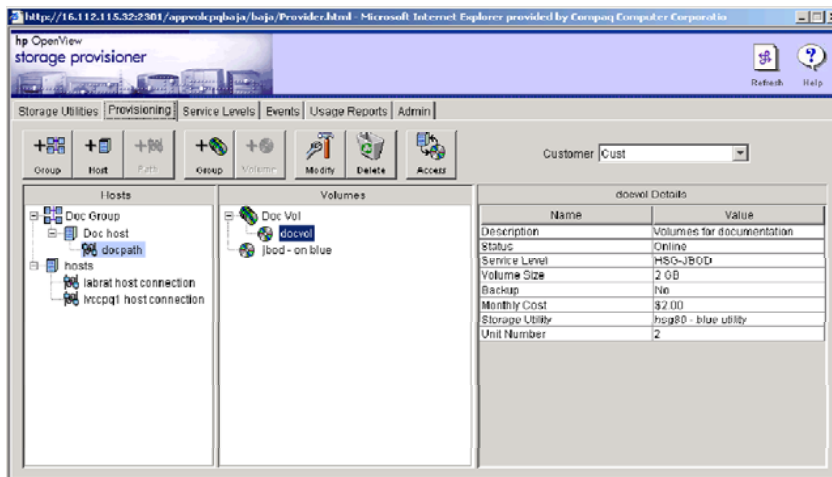 http://16.112.115.32:2301/appvolcpqbaja/baja/Provider.html - Microsoft Internet Explorer provided by Compaq Computer Corporatio
hp OpenView
storage provisioner
Refresh Help
Storage Utilities Provisioning Service Levels Events Usage Reports Admin
Group Host Path Group Volume Modify Delete Access
Customer Cust
Hosts Volumes docvol Details
Doc Group
Doc host
docpath
hosts
labrat host connection
lvccpq1 host connection
Doc Vol
docvol
jbod - on blue
Name Value
Description Volumes for documentation
Status Online
Service Level HSG-JBOD
Volume Size 2 GB
Backup No
Monthly Cost $2.00
Storage Utility hsg80 - blue utility
Unit Number 2